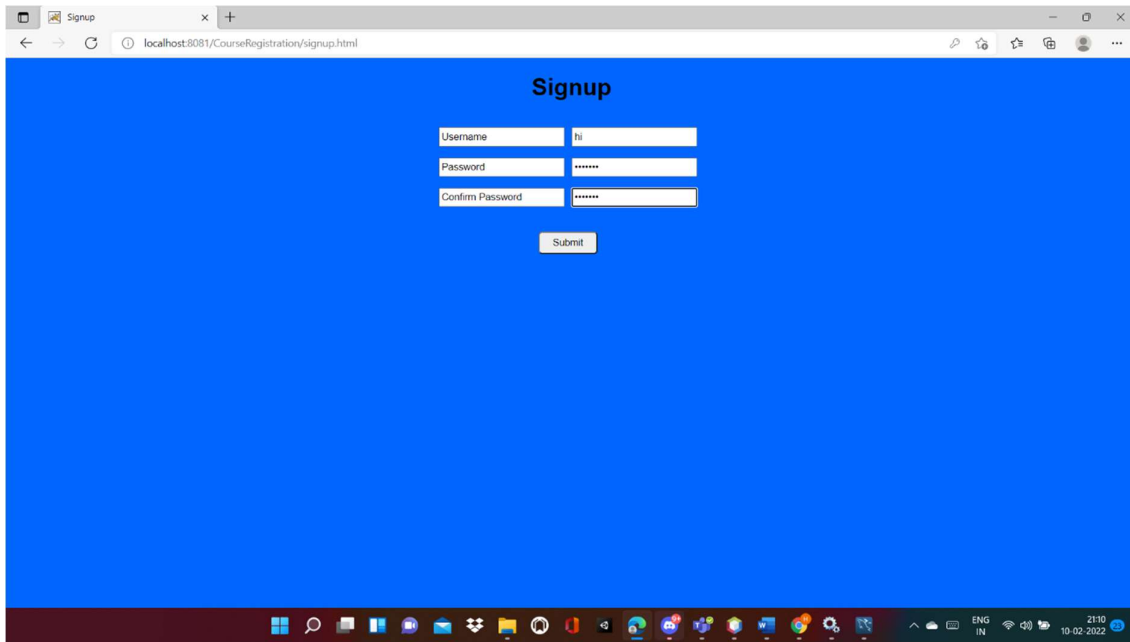 Signup
localhost:8081/CourseRegistration/signup.html
Signup
Username hi
Password •••••••
Confirm Password •••••••
Submit
ENG 21:10
IN 10-02-2022 23